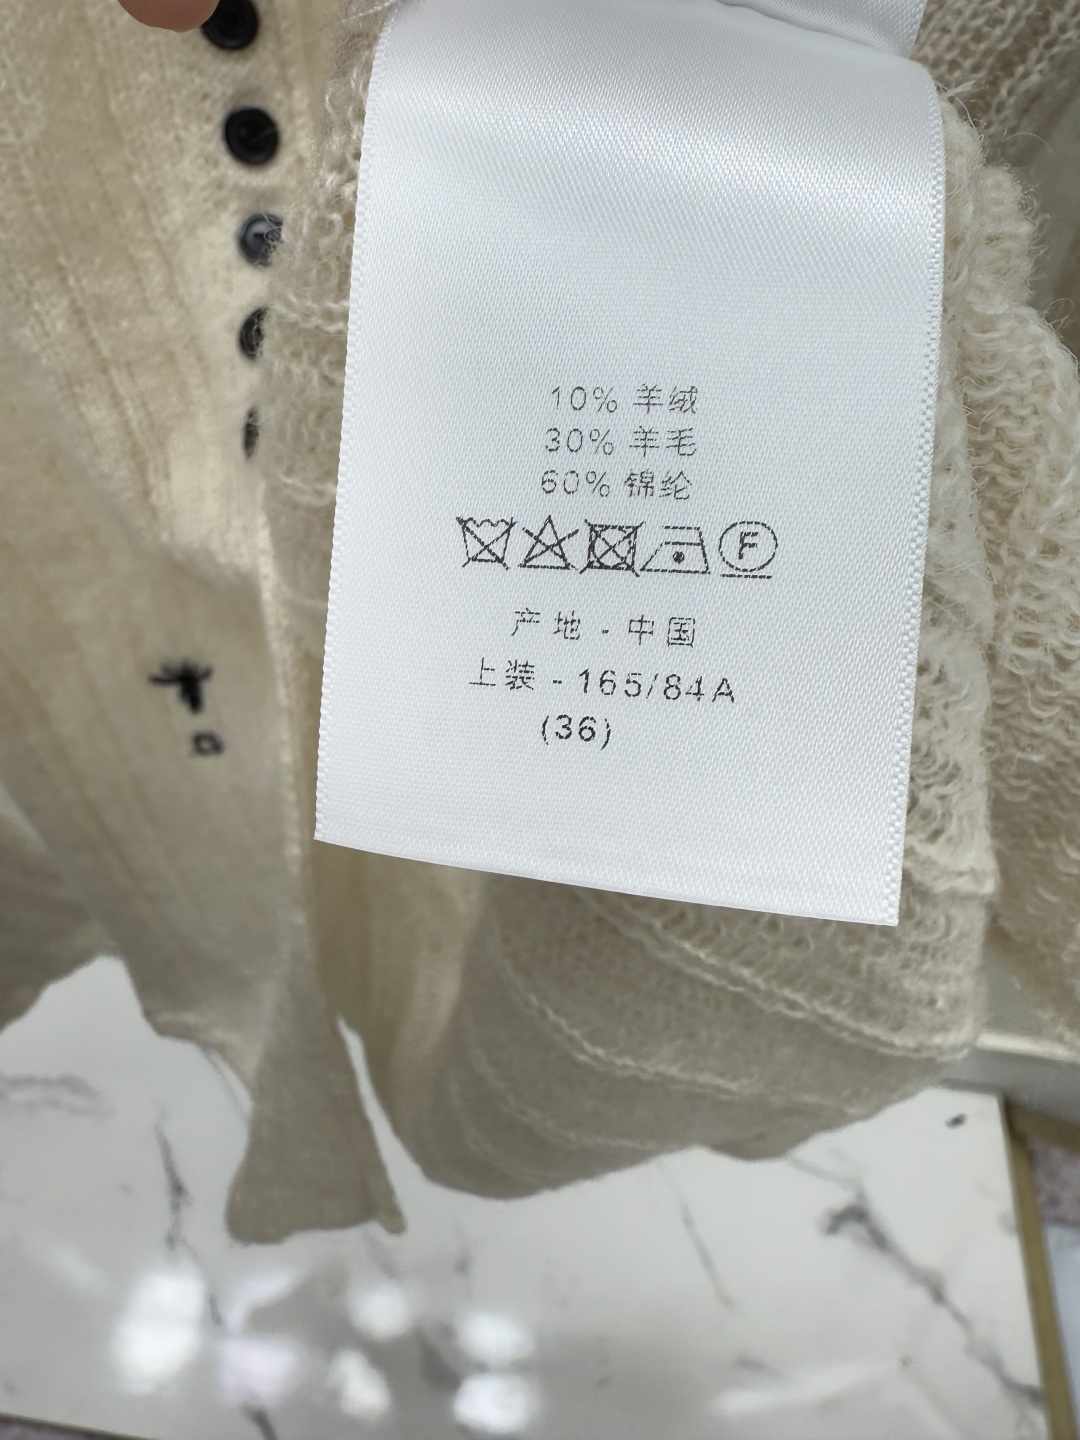 10% 羊绒
30% 羊毛
60% 锦纶
F
产地 - 中国
上装 - 165/84A
(36)